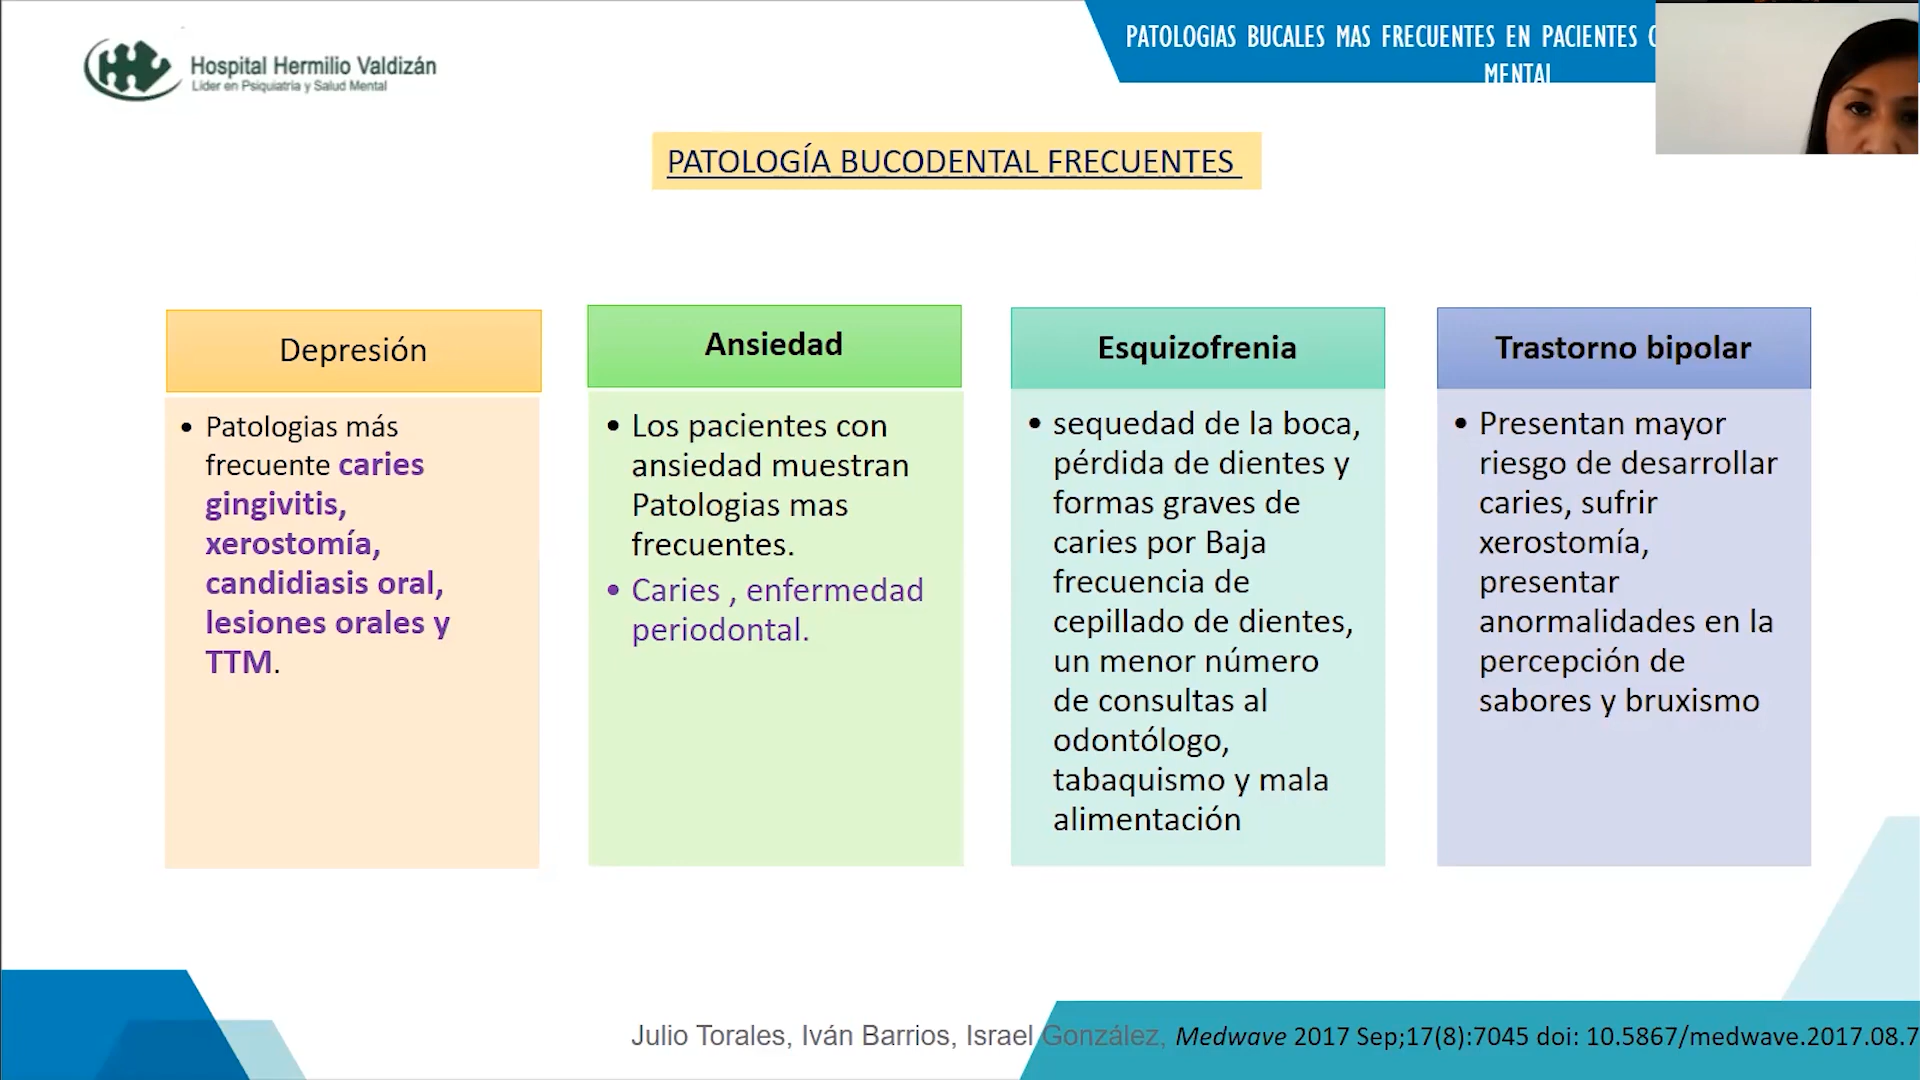 Hospital Hermilio Valdizán
Líder en Psiquiatría y Salud Mental
PATOLOGIAS BUCALES MAS FRECUENTES EN PACIENTES
MENTAL
PATOLOGÍA BUCODENTAL FRECUENTES
Depresión
• Patologias más
frecuente caries
gingivitis,
xerostomía,
candidiasis oral,
lesiones orales y
TTM.
Ansiedad
• Los pacientes con
ansiedad muestran
Patologias mas
frecuentes.
• Caries , enfermedad
periodontal.
Esquizofrenia
• sequedad de la boca,
pérdida de dientes y
formas graves de
caries por Baja
frecuencia de
cepillado de dientes,
un menor número
de consultas al
odontólogo,
tabaquismo y mala
alimentación
Trastorno bipolar
• Presentan mayor
riesgo de desarrollar
caries, sufrir
xerostomía,
presentar
anormalidades en la
percepción de
sabores y bruxismo
Julio Torales, Iván Barrios, Israel González, Medwave 2017 Sep;17(8):7045 doi: 10.5867/medwave.2017.08.7